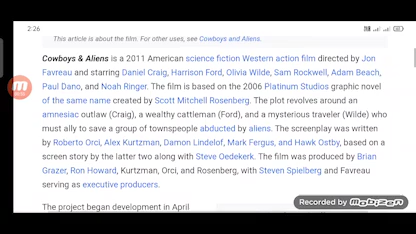 2:26
This article is about the film. For other uses, see Cowboys and Aliens.
Cowboys & Aliens is a 2011 American science fiction Western action film directed by Jon
Favreau and starring Daniel Craig, Harrison Ford, Olivia Wilde, Sam Rockwell, Adam Beach,
Paul Dano, and Noah Ringer. The film is based on the 2006 Platinum Studios graphic novel
of the same name created by Scott Mitchell Rosenberg. The plot revolves around an
amnesiac outlaw (Craig), a wealthy cattleman (Ford), and a mysterious traveler (Wilde) who
must ally to save a group of townspeople abducted by aliens. The screenplay was written
by Roberto Orci, Alex Kurtzman, Damon Lindelof, Mark Fergus, and Hawk Ostby, based on a
screen story by the latter two along with Steve Oedekerk. The film was produced by Brian
Grazer, Ron Howard, Kurtzman, Orci, and Rosenberg, with Steven Spielberg and Favreau
serving as executive producers.
The project began development in April
Recorded by MOBIZEN